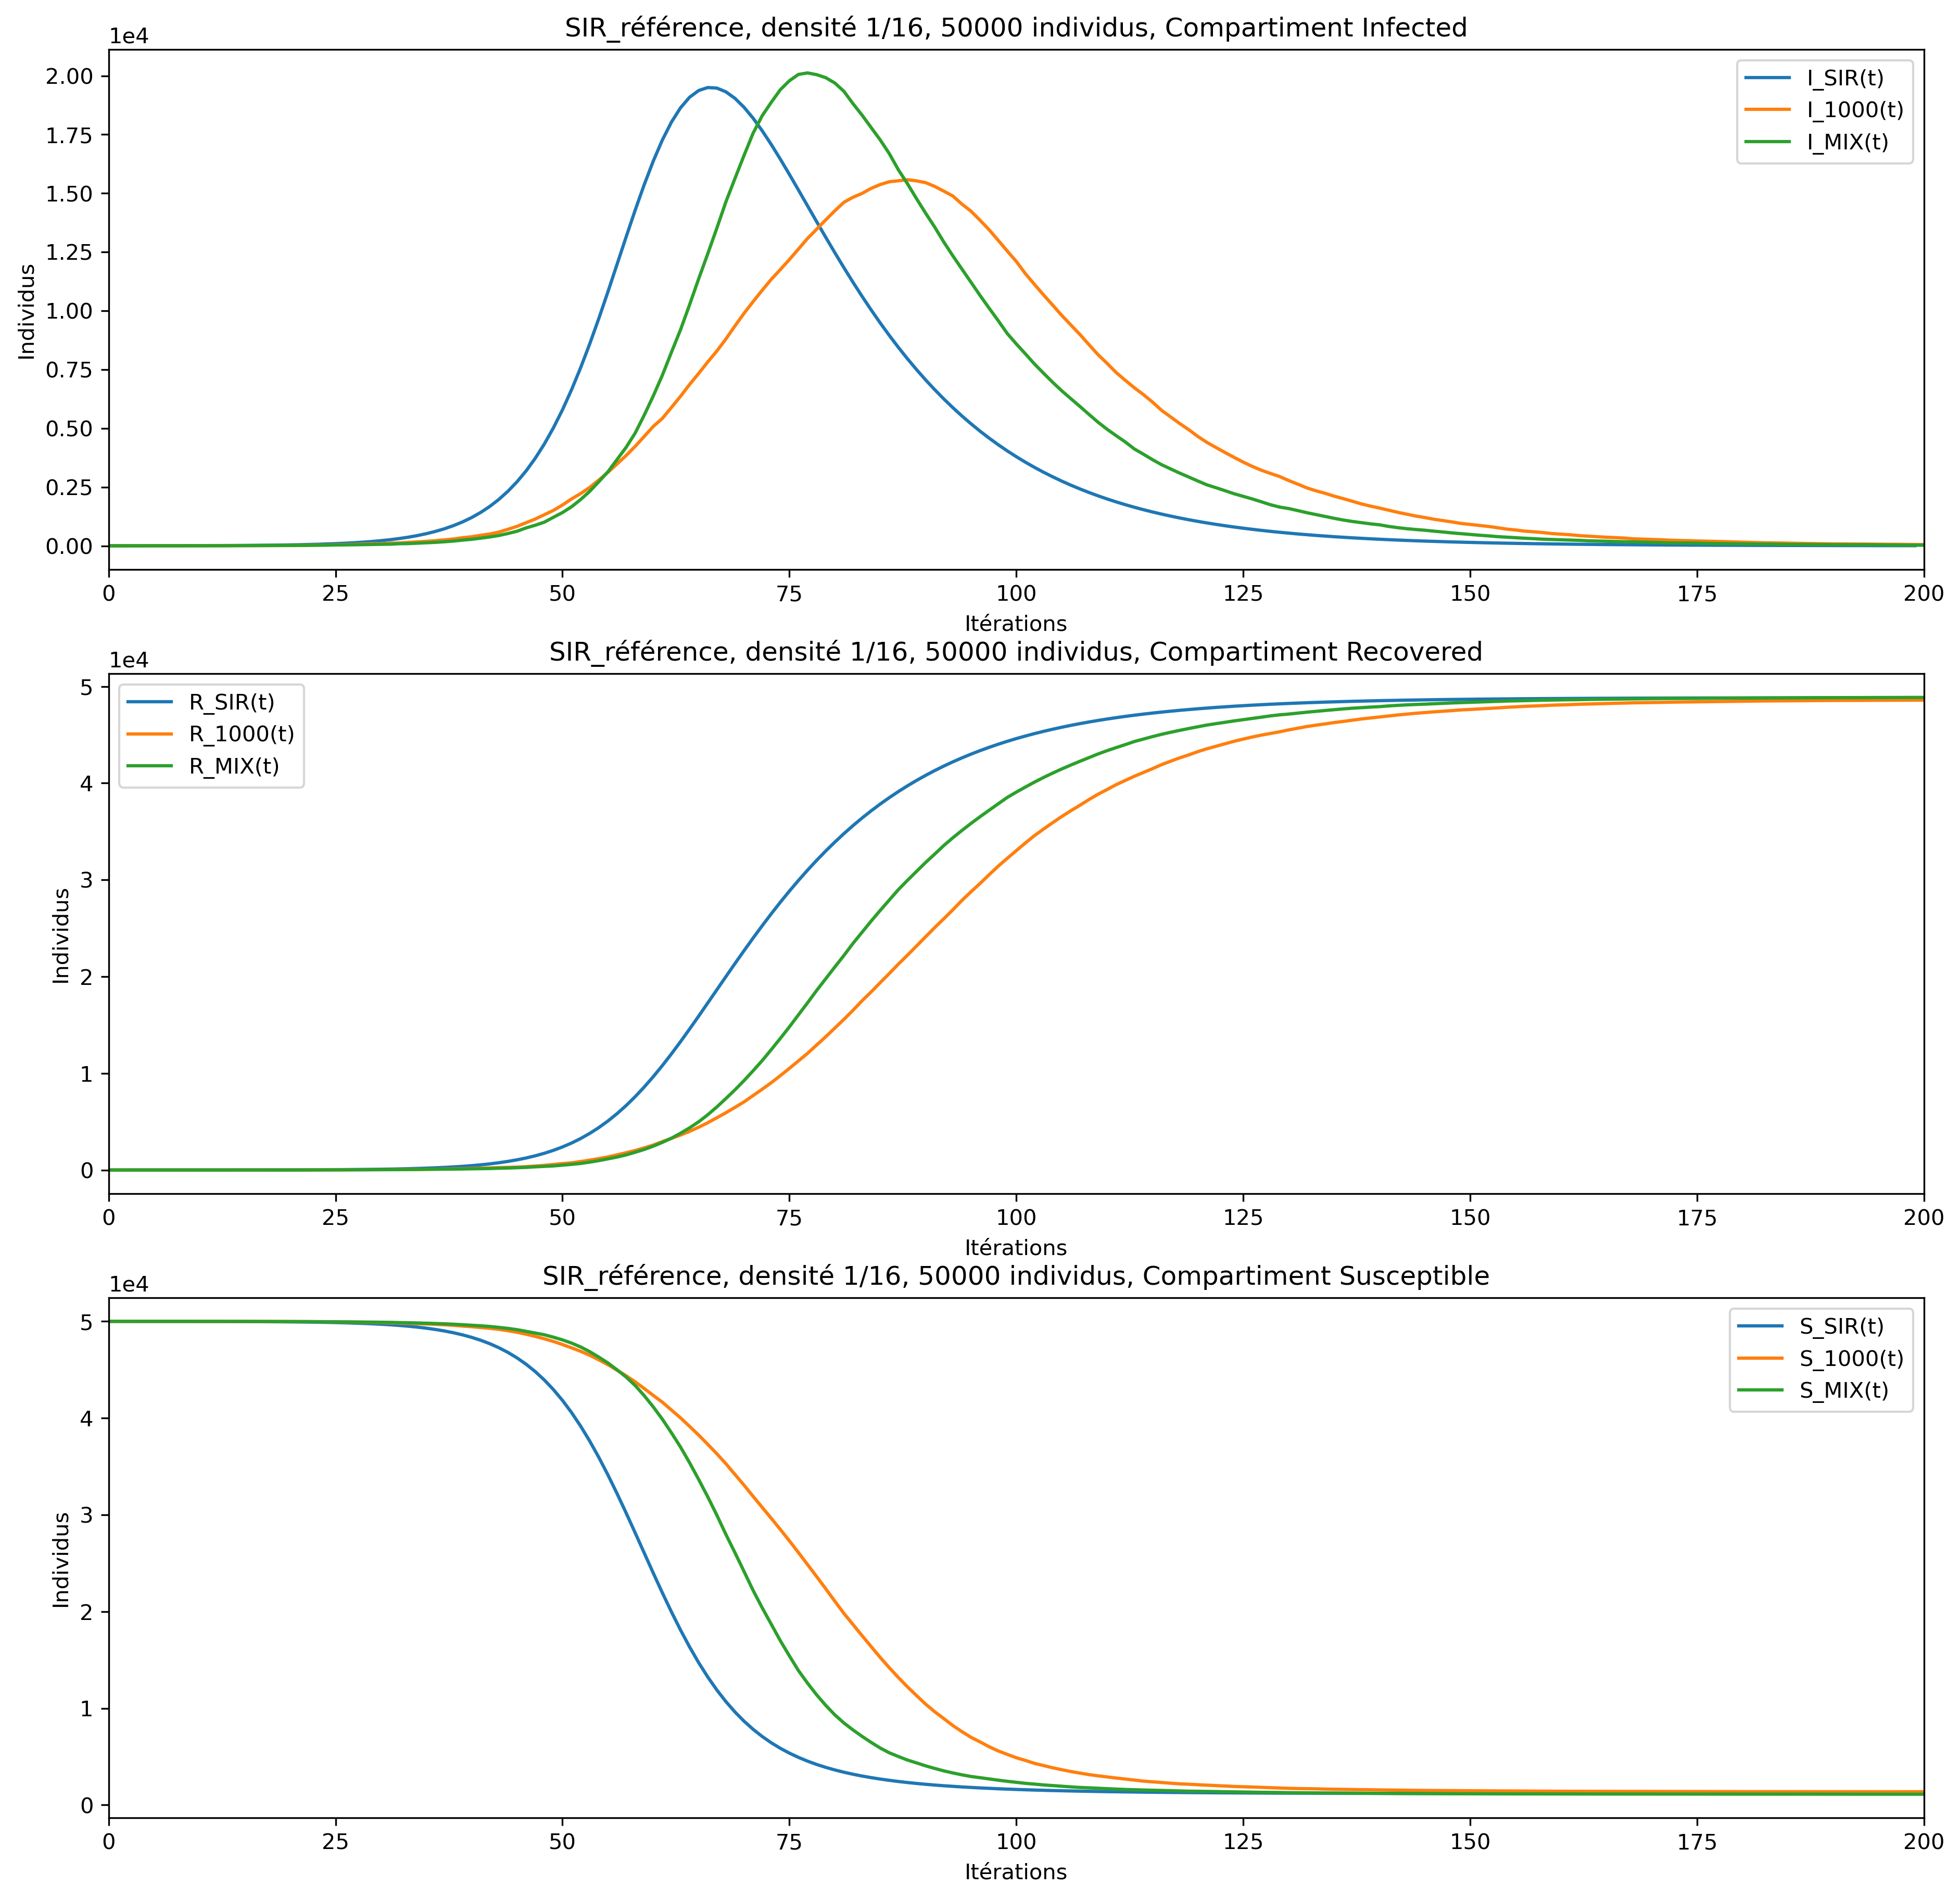 SIR_référence, densité 1/16, 50000 individus, Compartiment Infected
1e4
2.00
1.75
1.50
1.25
1.00
0.75
0.50
0.25
0.00
Individus
I_SIR(t)
I_1000(t)
I_MIX(t)
0 25 50 75 100 125 150 175 200
Itérations
SIR_référence, densité 1/16, 50000 individus, Compartiment Recovered
1e4
5
4
3
2
1
0
Individus
R_SIR(t)
R_1000(t)
R_MIX(t)
0 25 50 75 100 125 150 175 200
Itérations
SIR_référence, densité 1/16, 50000 individus, Compartiment Susceptible
1e4
5
4
3
2
1
0
Individus
S_SIR(t)
S_1000(t)
S_MIX(t)
0 25 50 75 100 125 150 175 200
Itérations